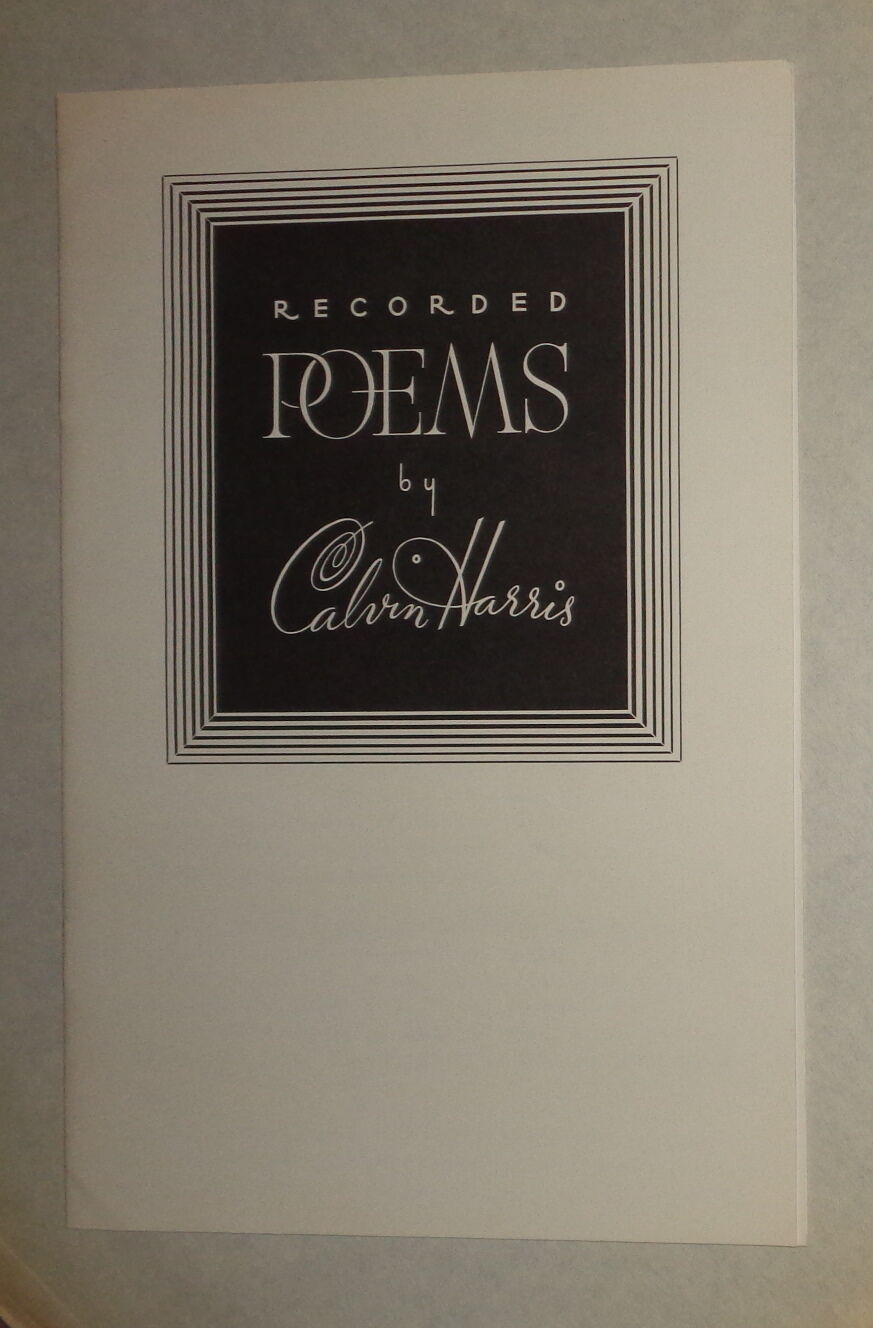 RECORDED
POEMS
by
Calvin Harris